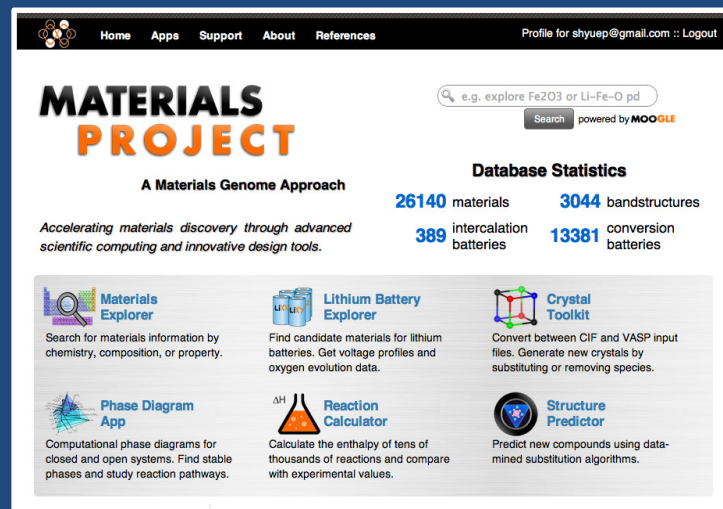 Home Apps Support About References Profile for shyuep@gmail.com :: Logout
MATERIALS
PROJECT
A Materials Genome Approach
Accelerating materials discovery through advanced
scientific computing and innovative design tools.
e.g. explore Fe2O3 or Li-Fe-O pd
Search powered by MOOGLE
Database Statistics
26140 materials 3044 bandstructures
389 intercalation batteries 13381 conversion batteries
Materials
Explorer
Search for materials information by
chemistry, composition, or property.
Lithium Battery
Explorer
Find candidate materials for lithium
batteries. Get voltage profiles and
oxygen evolution data.
Crystal
Toolkit
Convert between CIF and VASP input
files. Generate new crystals by
substituting or removing species.
Phase Diagram
App
Computational phase diagrams for
closed and open systems. Find stable
phases and study reaction pathways.
ΔH
Reaction
Calculator
Calculate the enthalpy of tens of
thousands of reactions and compare
with experimental values.
Structure
Predictor
Predict new compounds using data-
mined substitution algorithms.